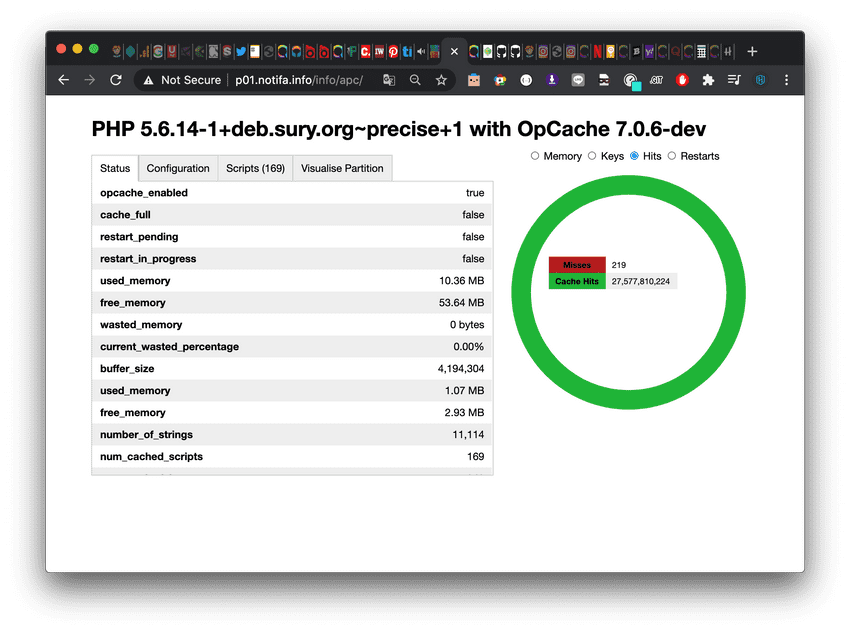 Not Secure | p01.notifa.info/info/apc/
PHP 5.6.14-1+deb.sury.org~precise+1 with OpCache 7.0.6-dev
Status Configuration Scripts (169) Visualise Partition
Memory Keys Hits Restarts
opcache_enabled true
cache_full false
restart_pending false
restart_in_progress false
used_memory 10.36 MB
free_memory 53.64 MB
wasted_memory 0 bytes
current_wasted_percentage 0.00%
buffer_size 4,194,304
used_memory 1.07 MB
free_memory 2.93 MB
number_of_strings 11,114
num_cached_scripts 169
Misses 219
Cache Hits 27,577,810,224